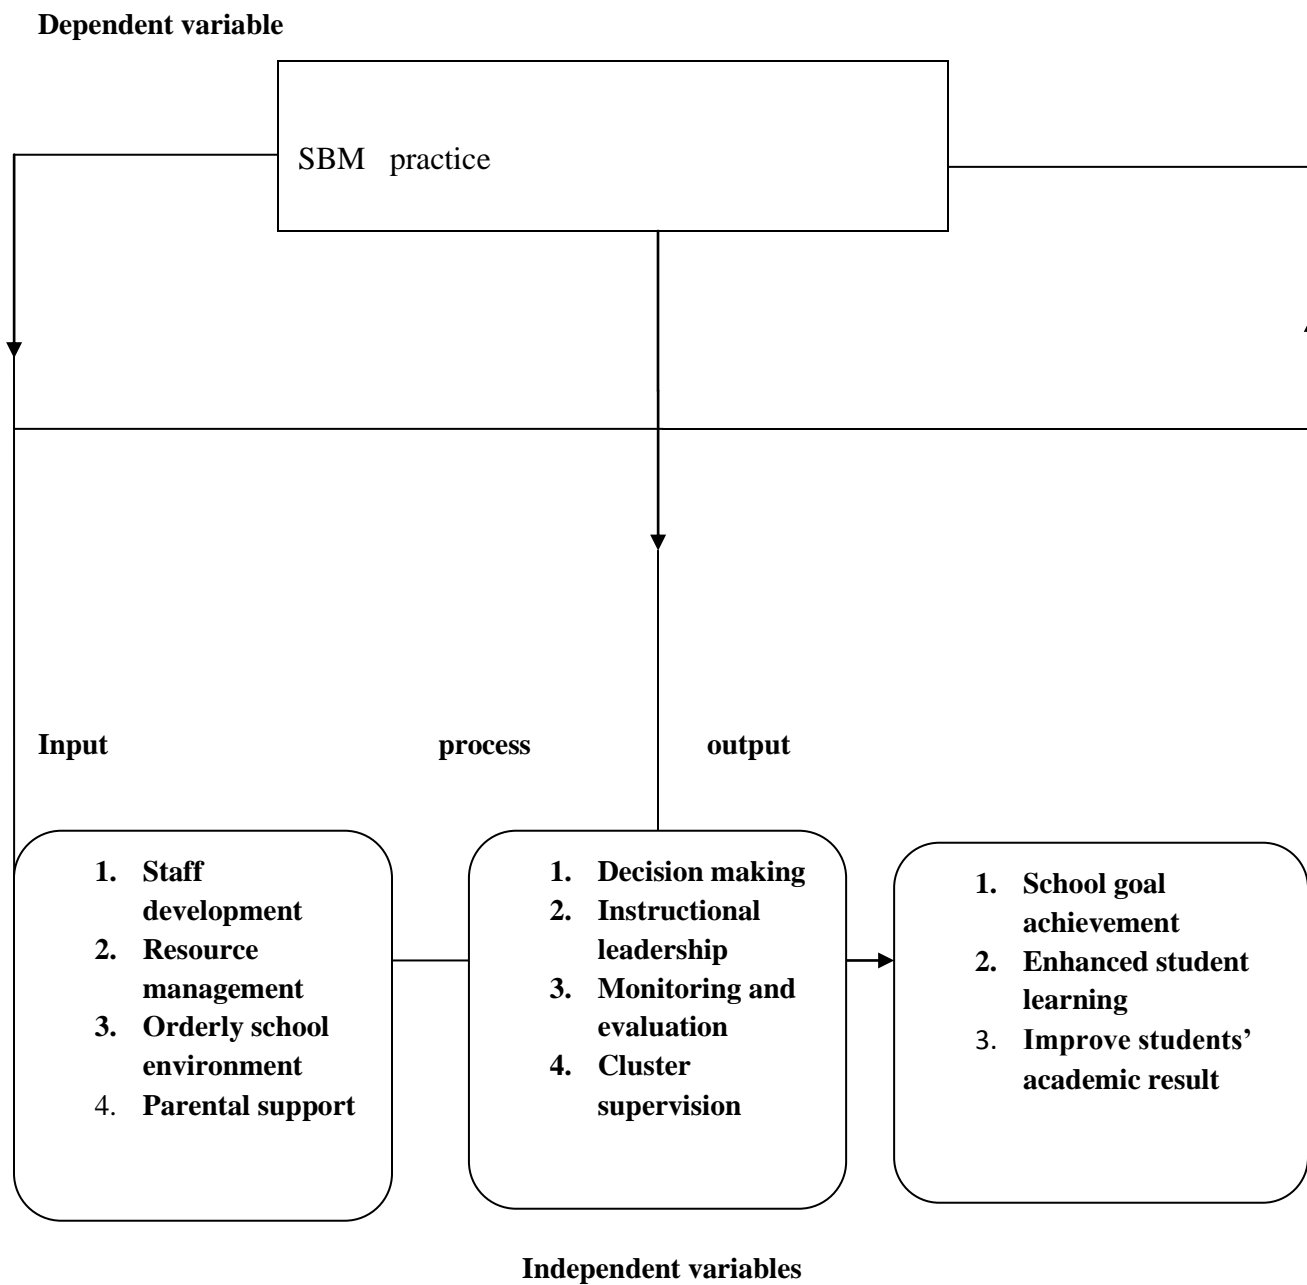 Dependent variable
SBM practice
Input process output
1. Staff
development
2. Resource
management
3. Orderly school
environment
4. Parental support
1. Decision making
2. Instructional
leadership
3. Monitoring and
evaluation
4. Cluster
supervision
1. School goal
achievement
2. Enhanced student
learning
3. Improve students’
academic result
Independent variables